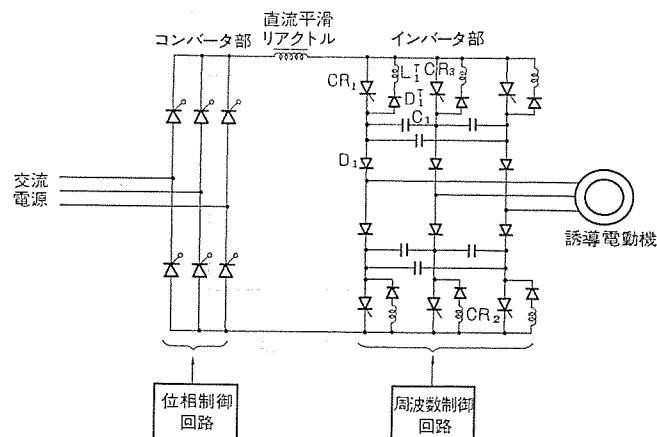 直流平滑
リアクトル
コンバータ部
インバータ部
CR₁
L₁ᵀ
CR₃
D₁ᵀ
C₁
D₁
交流
電源
誘導電動機
CR₂
位相制御
回路
周波数制御
回路